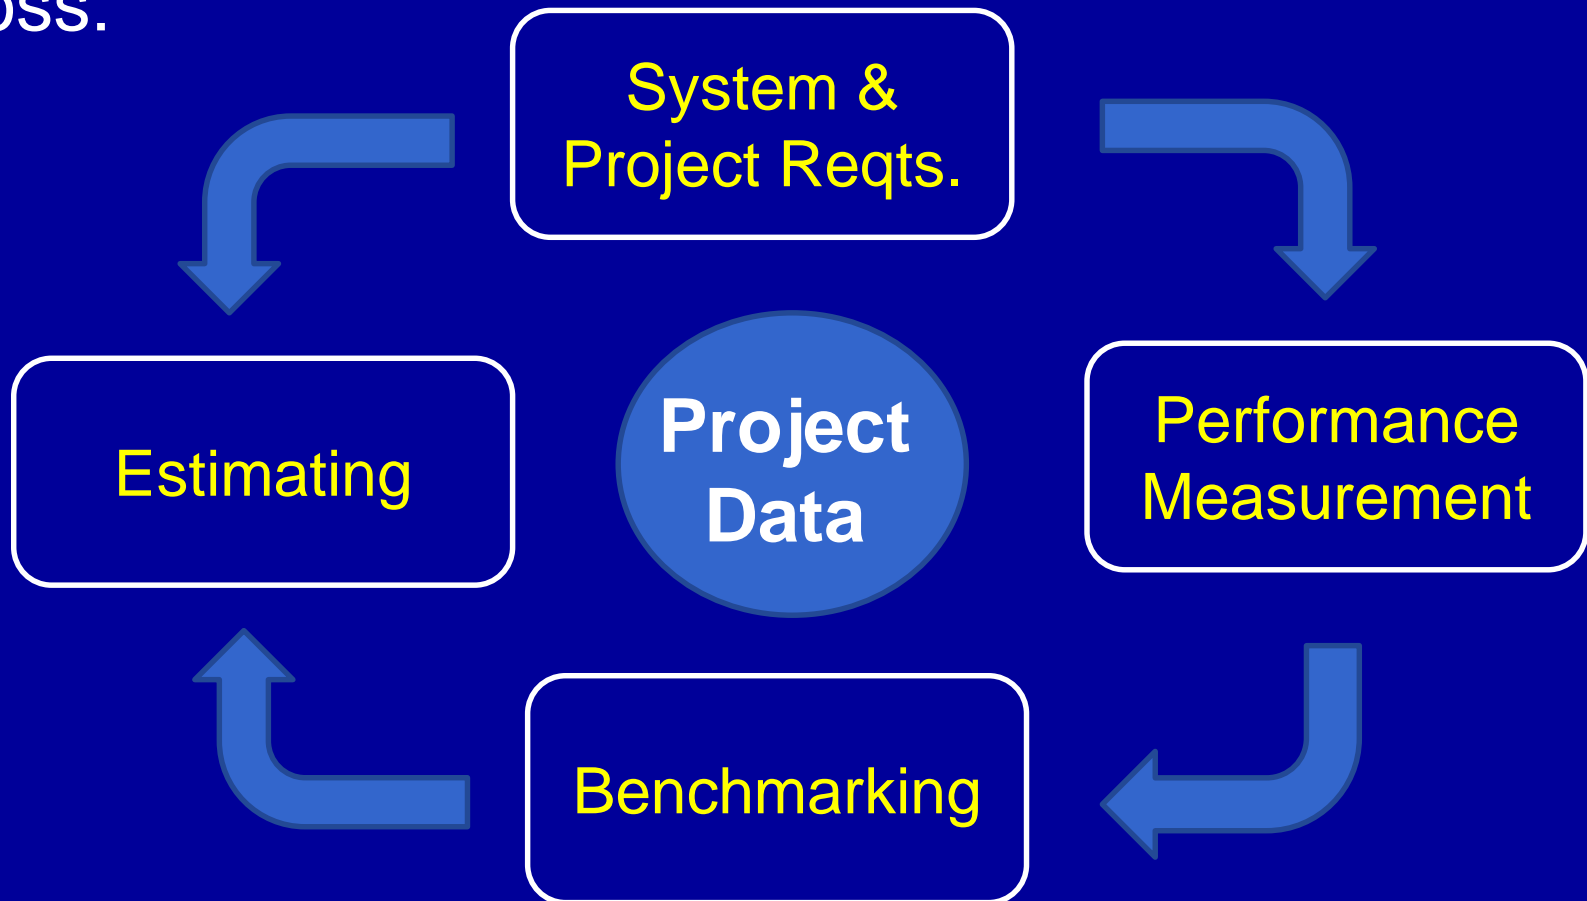 System &
Project Reqts.
Estimating
Project
Data
Performance
Measurement
Benchmarking